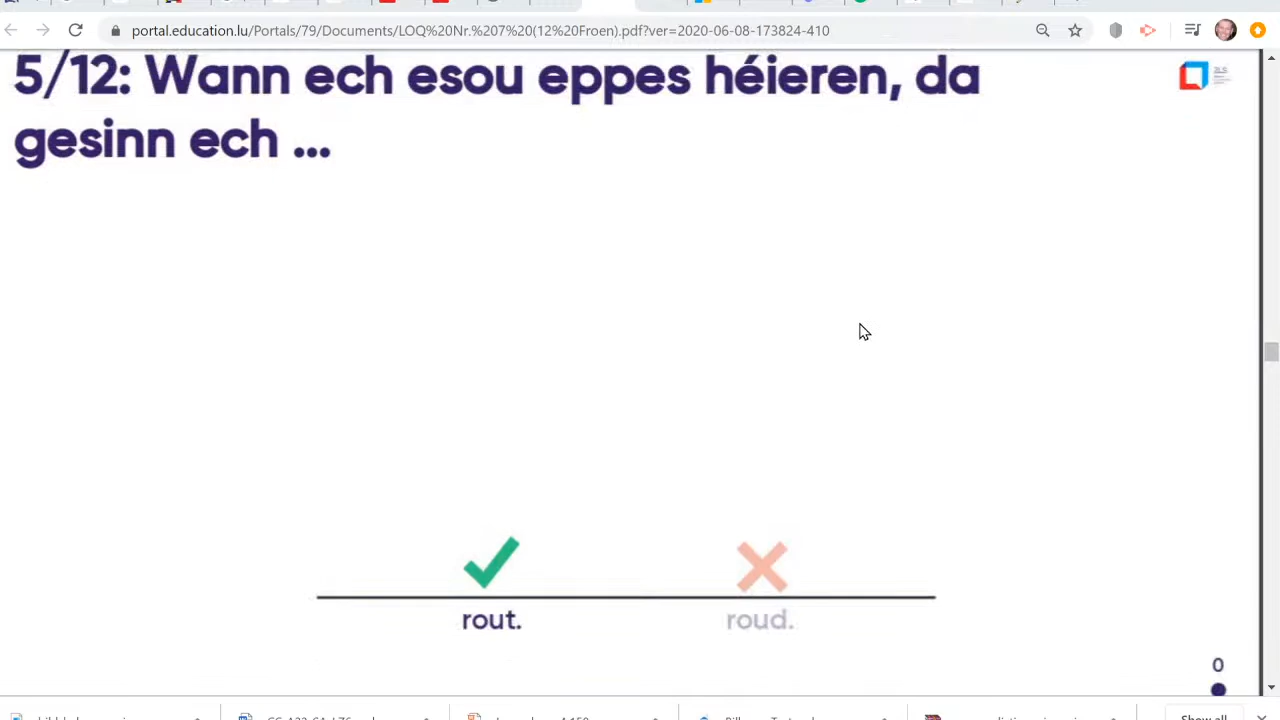 portal.education.lu/Portals/79/Documents/LOQ%20Nr.%207%20(12%20Froen).pdf?ver=2020-06-08-173824-410
5/12: Wann ech esou eppes héieren, da
gesinn ech ...
ZLS
rout.
roud.
0
Show all